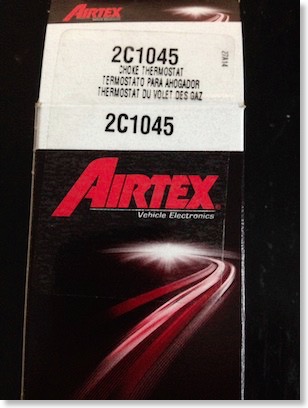 AIRTEX
2C1045
CHOKE THERMOSTAT
TERMOSTATO PARA AHOGADOR
THERMOSTAT DU VOLET DES GAZ
2C1045
AIRTEX®
Vehicle Electronics